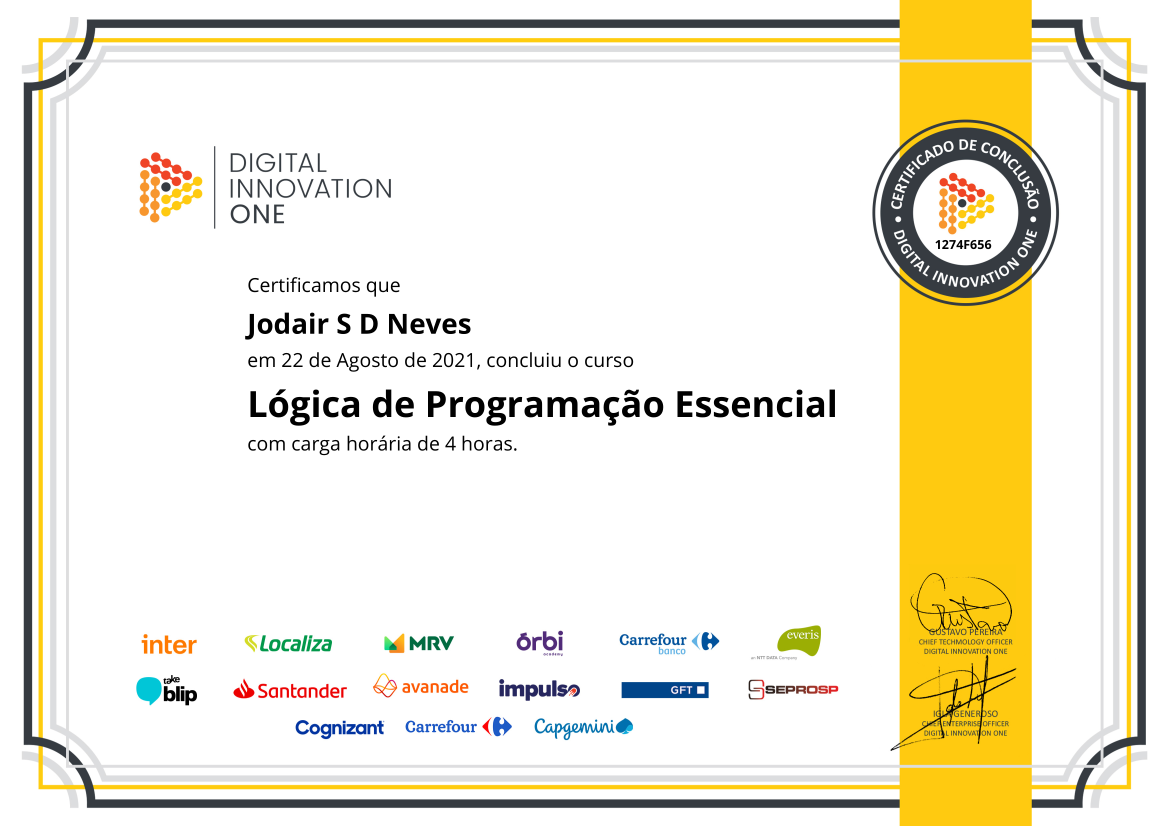 DIGITAL
INNOVATION
ONE
CERTIFICADO DE CONCLUSÃO
1274F656
DIGITAL INNOVATION ONE
Certificamos que
Jodair S D Neves
em 22 de Agosto de 2021, concluiu o curso
Lógica de Programação Essencial
com carga horária de 4 horas.
inter
Localiza
MRV
órbi
academy
Carrefour
banco
everis
an NTT DATA Company
take
blip
Santander
avanade
impulso
GFT
SEPROSP
Cognizant
Carrefour
Capgemini
Gustavo
GUSTAVO PEREIRA
CHIEF TECHNOLOGY OFFICER
DIGITAL INNOVATION ONE
GENEROSO
CHIEF ENTERPRISE OFFICER
DIGITAL INNOVATION ONE